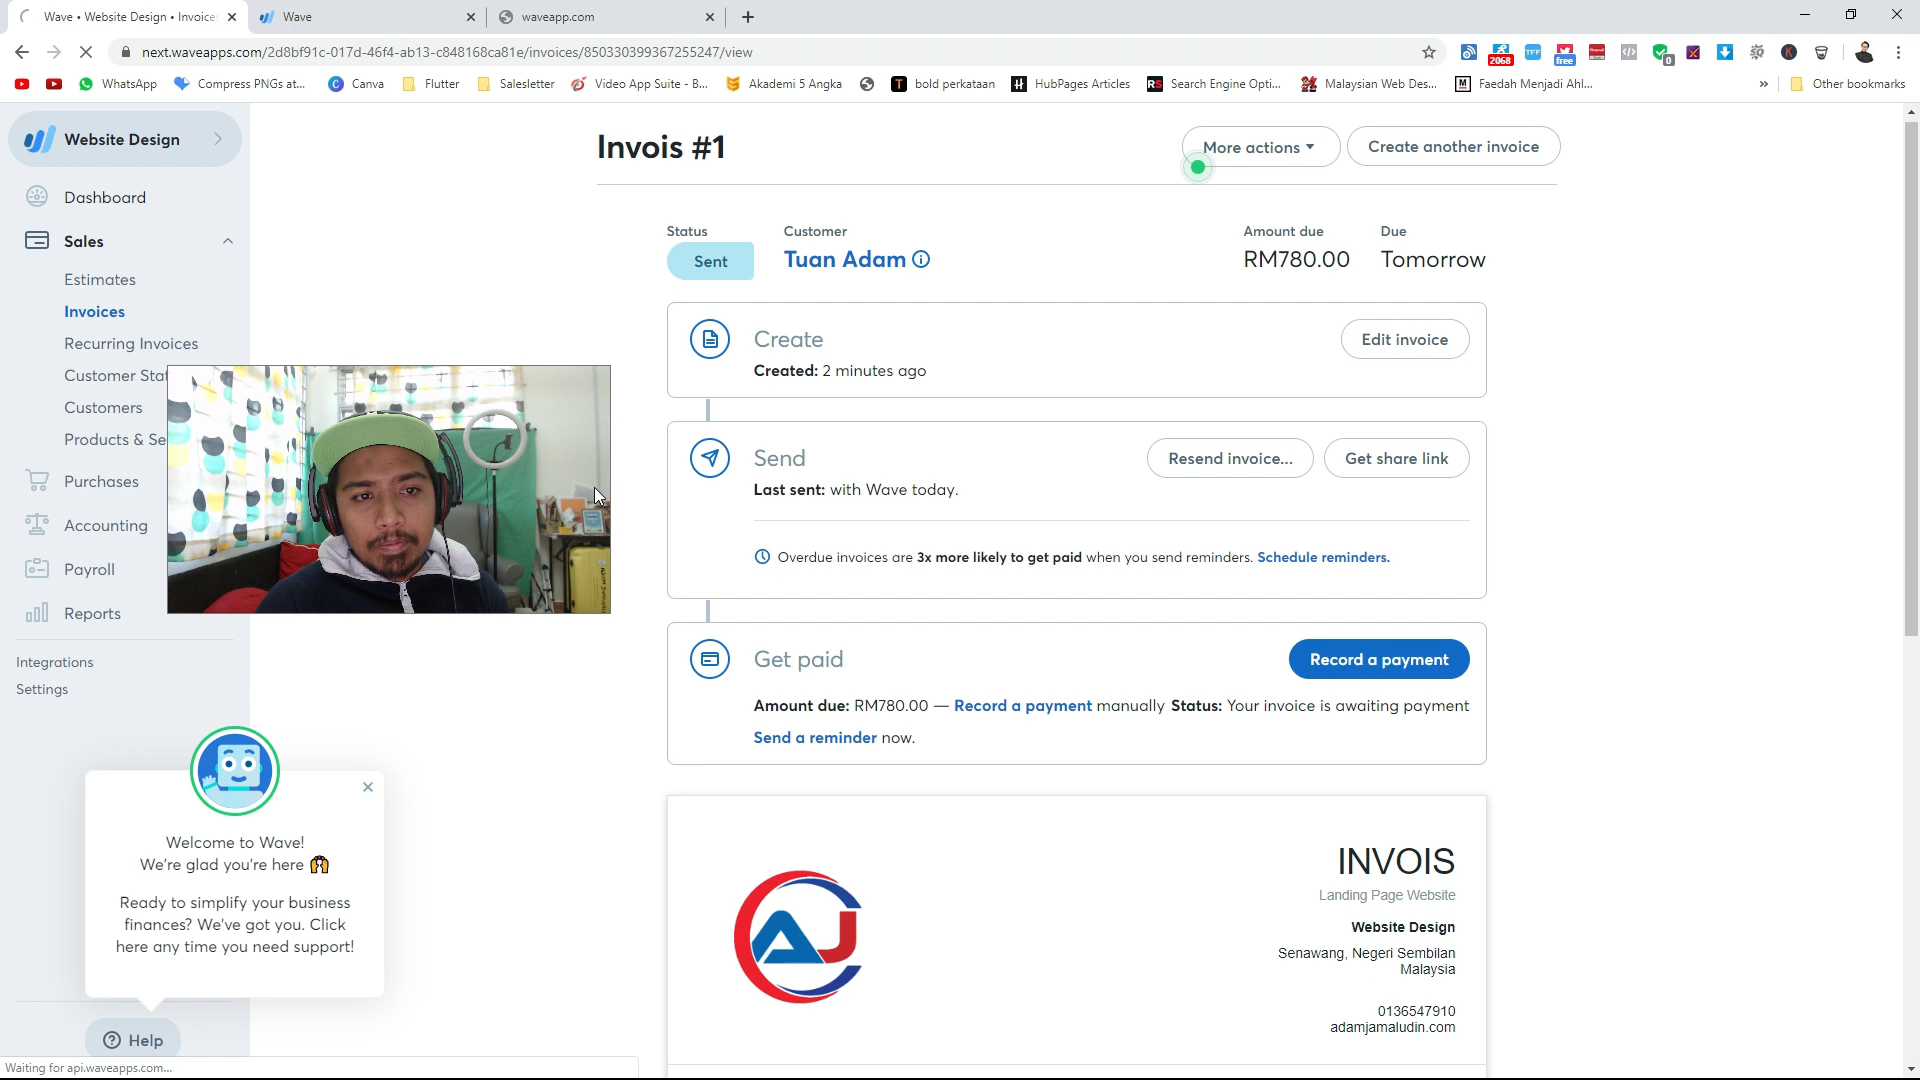 Wave • Website Design • Invoice
Wave
waveapp.com
next.waveapps.com/2d8bf91c-017d-46f4-ab13-c848168ca81e/invoices/850330399367255247/view
2068
TFF
free
0
WhatsApp
Compress PNGs at...
Canva
Flutter
Salesletter
Video App Suite - B...
Akademi 5 Angka
bold perkataan
HubPages Articles
Search Engine Opti...
Malaysian Web Des...
Faedah Menjadi Ahl...
»
Other bookmarks
Website Design
Dashboard
Sales
Estimates
Invoices
Recurring Invoices
Customer Stat
Customers
Products & Se
Purchases
Accounting
Payroll
Reports
Integrations
Settings
Welcome to Wave!
We're glad you're here
Ready to simplify your business
finances? We've got you. Click
here any time you need support!
Help
Waiting for api.waveapps.com...
Invois #1
More actions
Create another invoice
Status
Customer
Amount due
Due
Sent
Tuan Adam
RM780.00
Tomorrow
Create
Edit invoice
Created: 2 minutes ago
Send
Resend invoice...
Get share link
Last sent: with Wave today.
Overdue invoices are 3x more likely to get paid when you send reminders. Schedule reminders.
Get paid
Record a payment
Amount due: RM780.00 — Record a payment manually Status: Your invoice is awaiting payment
Send a reminder now.
AJ
INVOIS
Landing Page Website
Website Design
Senawang, Negeri Sembilan
Malaysia
0136547910
adamjamaludin.com